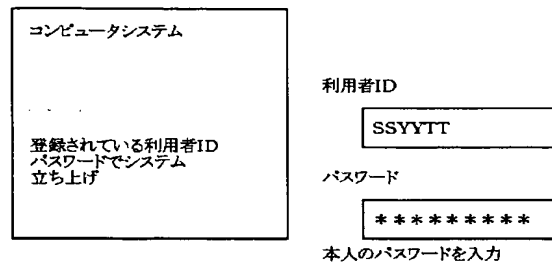 コンピュータシステム
登録されている利用者ID
パスワードでシステム
立ち上げ
利用者ID
SSYYTT
パスワード
*********
本人のパスワードを入力